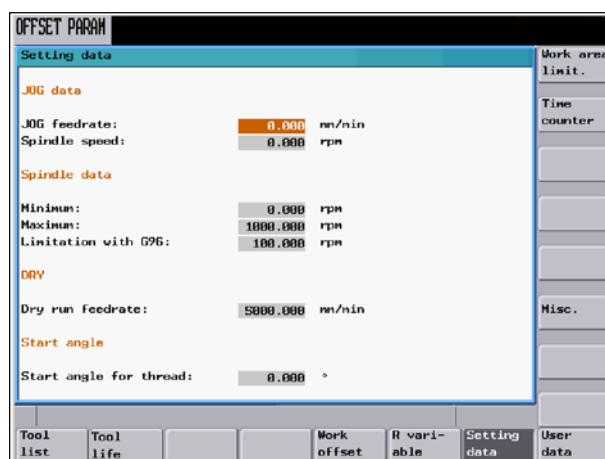 OFFSET PARAM
Setting data
JOG data
JOG feedrate: 0.000 mm/min
Spindle speed: 0.000 rpm
Spindle data
Minimum: 0.000 rpm
Maximum: 1000.000 rpm
Limitation with G96: 100.000 rpm
DRY
Dry run feedrate: 5000.000 mm/min
Start angle
Start angle for thread: 0.000 °
Work area
limit.
Time
counter
Misc.
Tool
list
Tool
life
Work
offset
R vari-
able
Setting
data
User
data